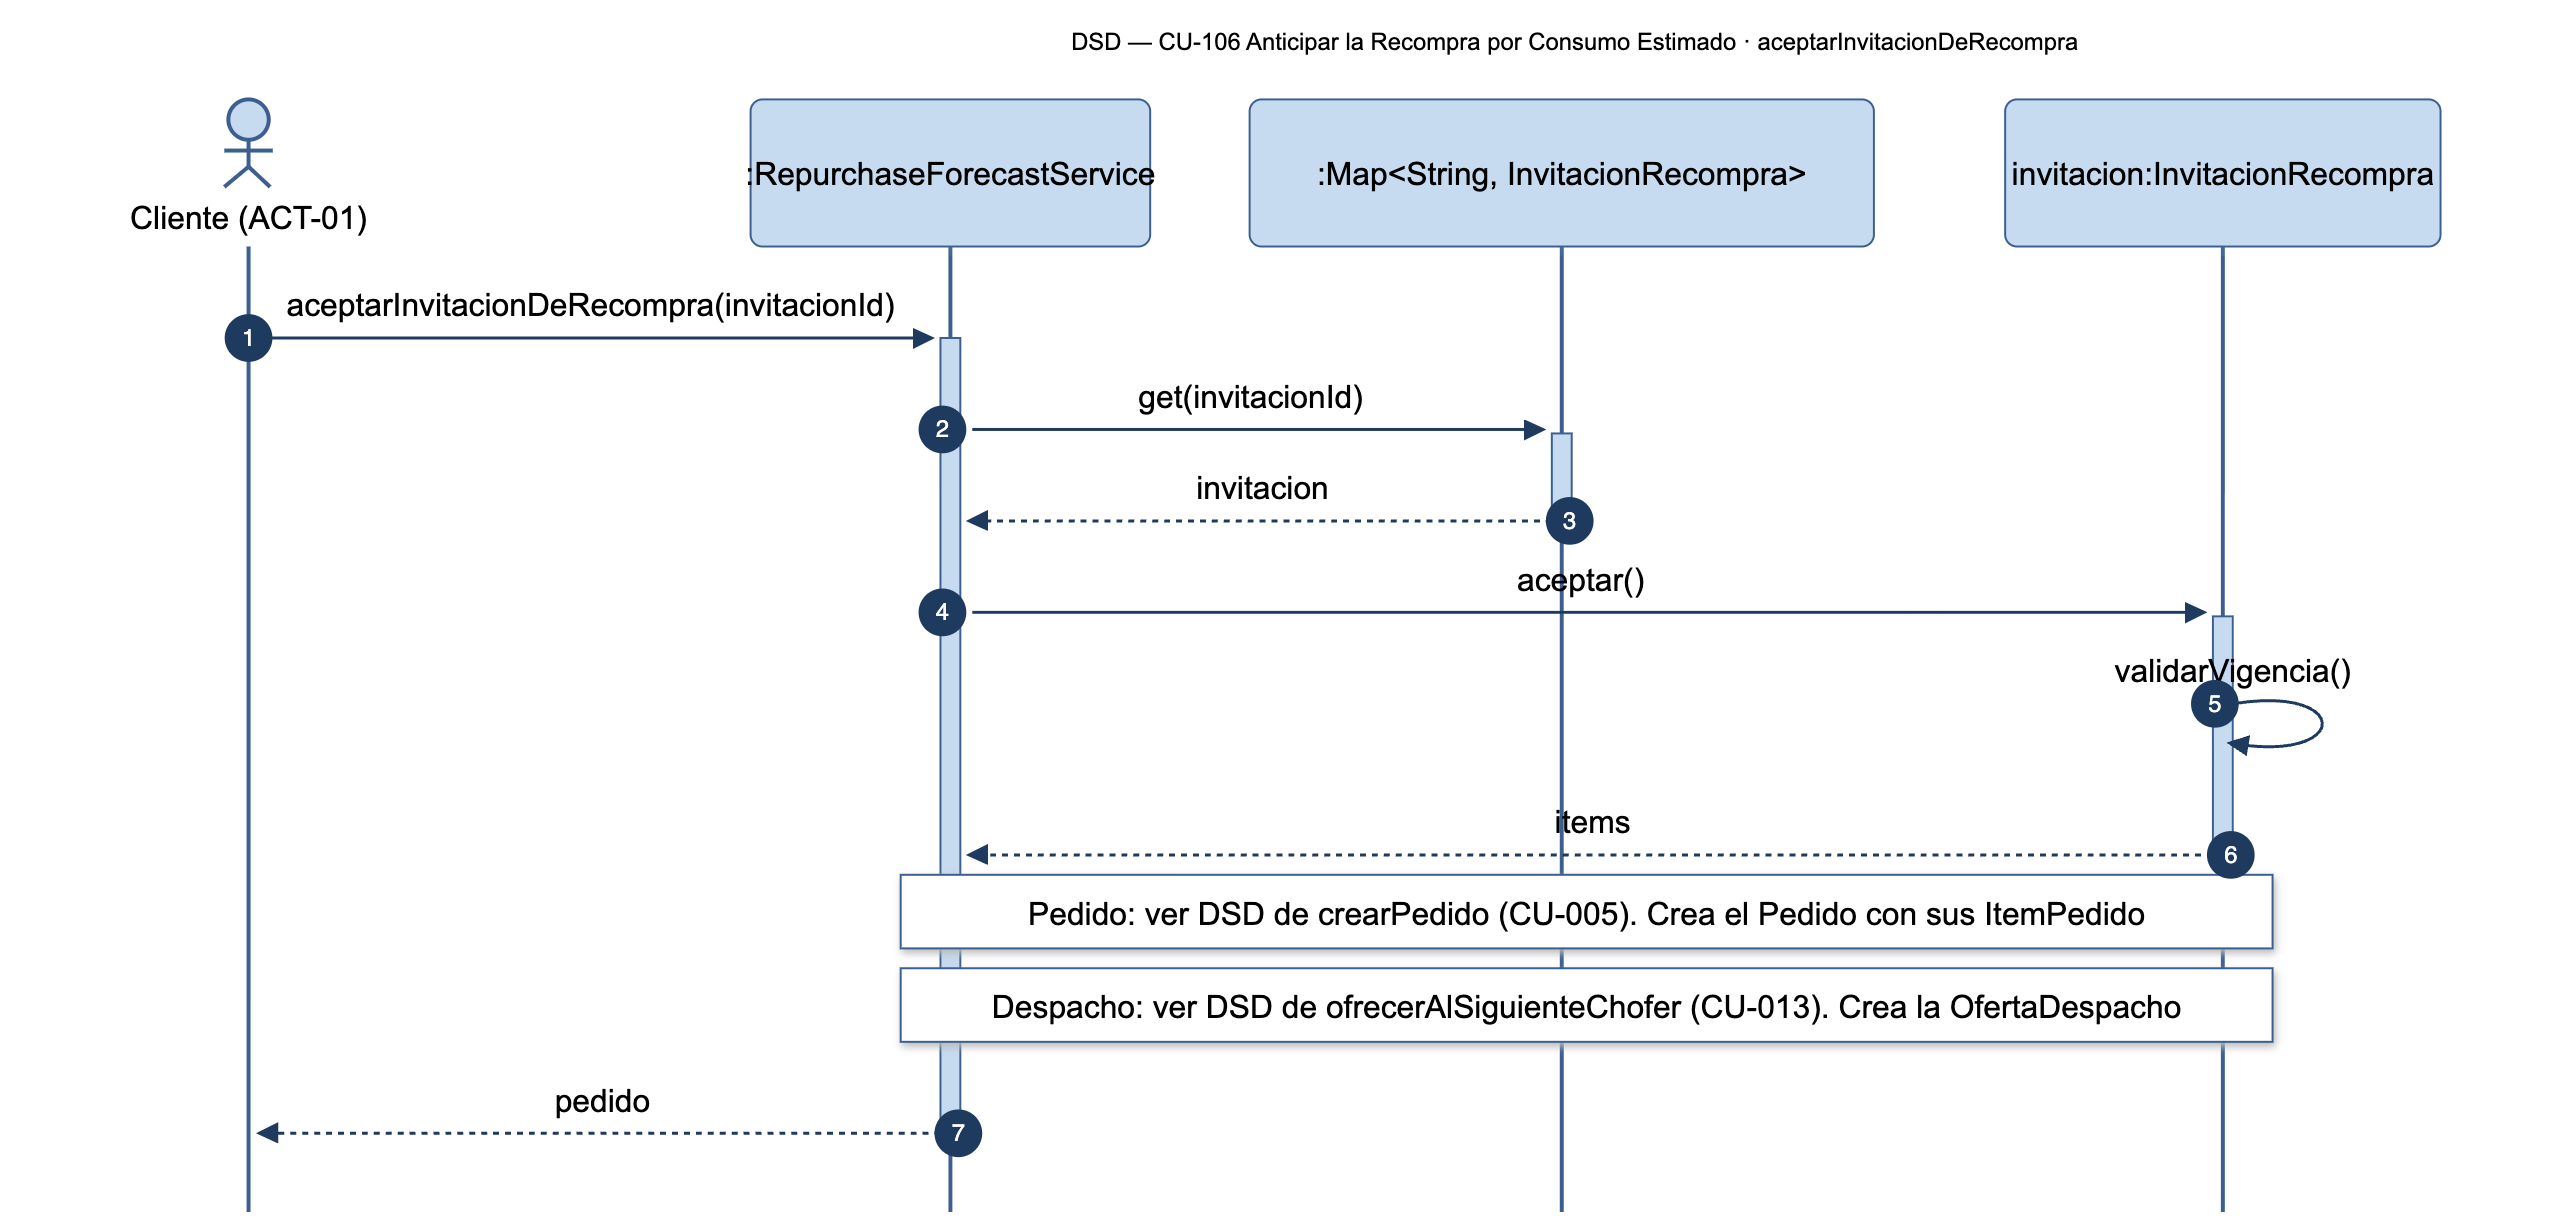 DSD — CU-106 Anticipar la Recompra por Consumo Estimado · aceptarInvitacionDeRecompra
Cliente (ACT-01)
:RepurchaseForecastService
:Map<String, InvitacionRecompra>
invitacion:InvitacionRecompra
aceptarInvitacionDeRecompra(invitacionId)
1
get(invitacionId)
2
invitacion
3
aceptar()
4
validarVigencia()
5
items
6
Pedido: ver DSD de crearPedido (CU-005). Crea el Pedido con sus ItemPedido
Despacho: ver DSD de ofrecerAlSiguienteChofer (CU-013). Crea la OfertaDespacho
pedido
7